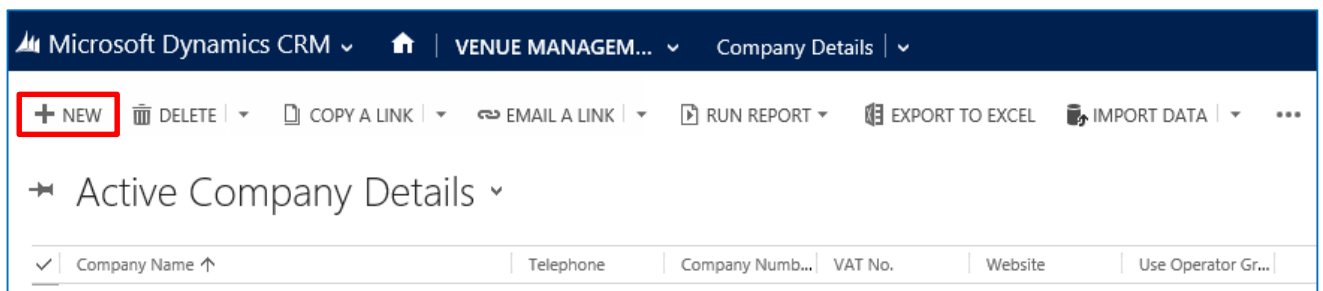 Microsoft Dynamics CRM VENUE MANAGEM... Company Details
NEW DELETE COPY A LINK EMAIL A LINK RUN REPORT EXPORT TO EXCEL IMPORT DATA ...
Active Company Details
Company Name ↑ Telephone Company Numb... VAT No. Website Use Operator Gr...